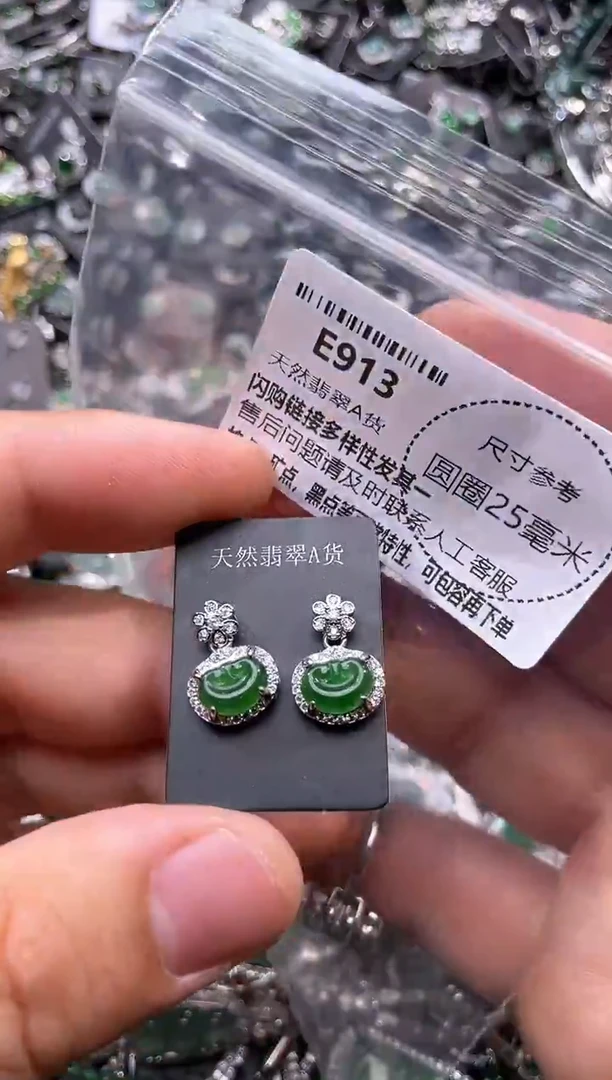 E913
天然翡翠A货
闪购链接多样性发其一
售后问题请及时联系人工客服
矿点，黑点
特性，可包容再下单
尺寸参考
圆圈25毫米
天然翡翠A货